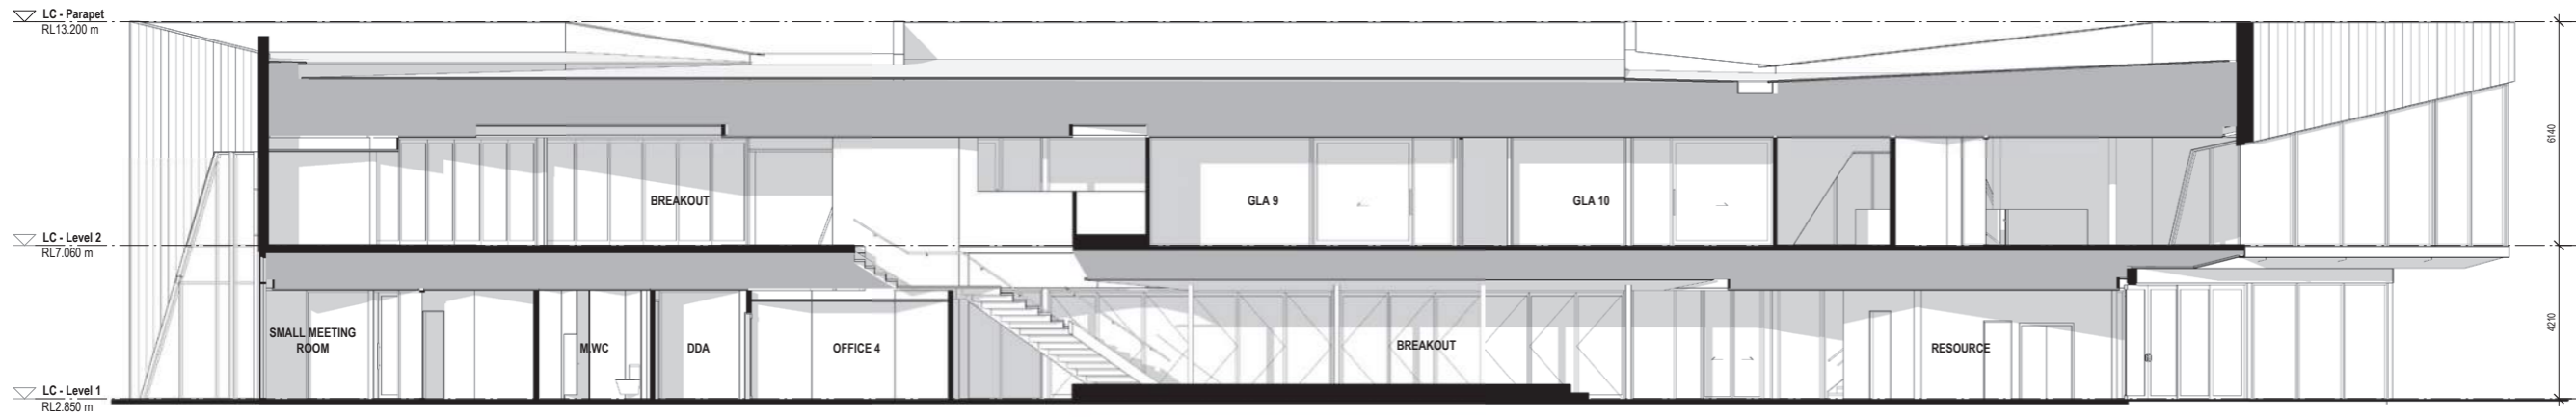 LC - Parapet
RL13.200 m
6140
BREAKOUT
GLA 9
GLA 10
LC - Level 2
RL7.060 m
SMALL MEETING
ROOM
M.WC
DDA
OFFICE 4
BREAKOUT
RESOURCE
4210
LC - Level 1
RL2.850 m